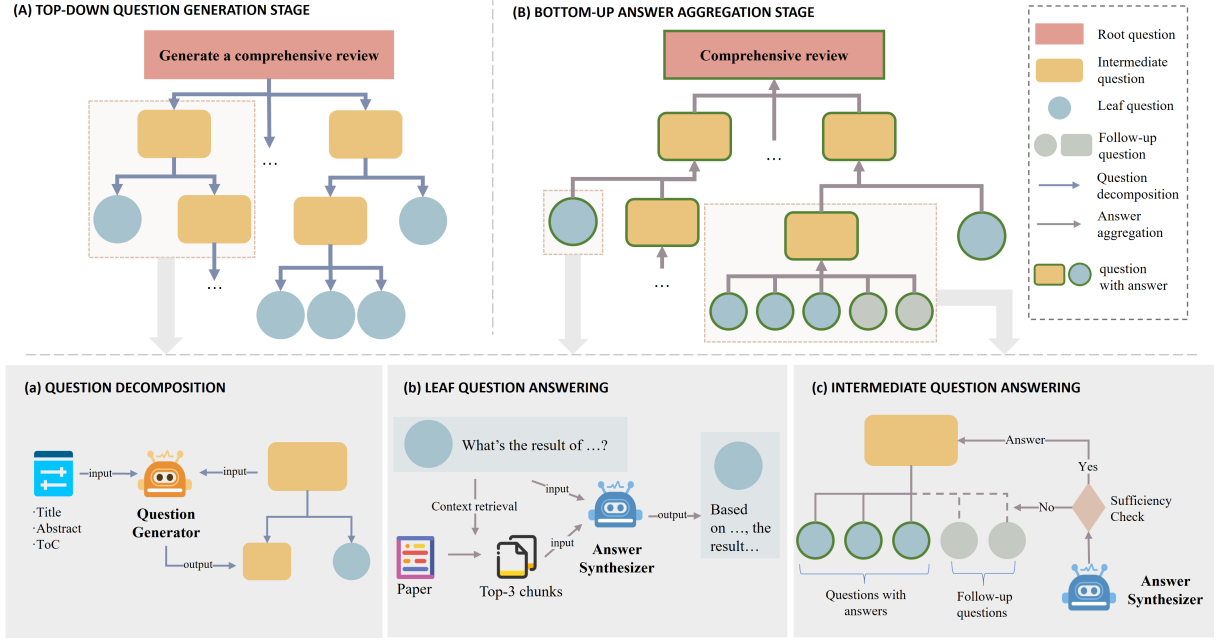 (A) TOP-DOWN QUESTION GENERATION STAGE
Generate a comprehensive review
...
...
(B) BOTTOM-UP ANSWER AGGREGATION STAGE
Comprehensive review
...
...
Root question
Intermediate
question
Leaf question
Follow-up
question
Question
decomposition
Answer
aggregation
question
with answer
(a) QUESTION DECOMPOSITION
input
input
·Title
·Abstract
·ToC
Question
Generator
output
(b) LEAF QUESTION ANSWERING
What's the result of …?
Context retrieval
input
input
output
Paper
Top-3 chunks
Answer
Synthesizer
Based
on …, the
result…
(c) INTERMEDIATE QUESTION ANSWERING
Answer
Yes
No
Sufficiency
Check
Questions with
answers
Follow-up
questions
Answer
Synthesizer